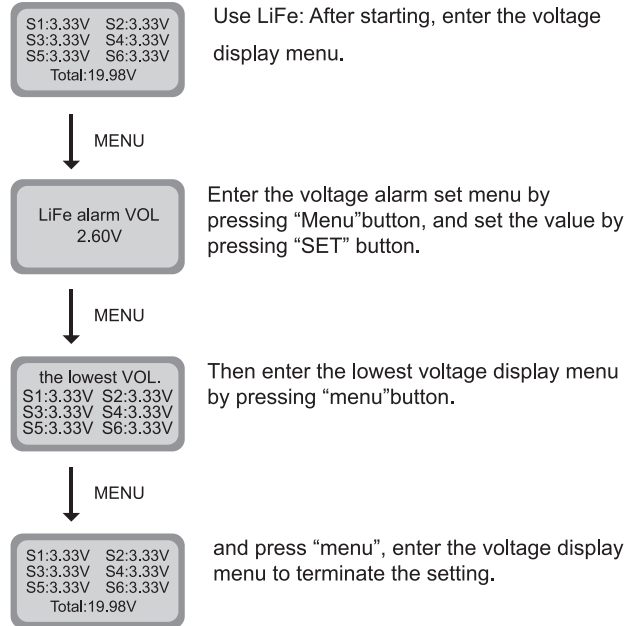 S1:3.33V S2:3.33V
S3:3.33V S4:3.33V
S5:3.33V S6:3.33V
Total:19.98V
Use LiFe: After starting, enter the voltage
display menu.
MENU
LiFe alarm VOL
2.60V
Enter the voltage alarm set menu by
pressing “Menu”button, and set the value by
pressing “SET” button.
MENU
the lowest VOL.
S1:3.33V S2:3.33V
S3:3.33V S4:3.33V
S5:3.33V S6:3.33V
Then enter the lowest voltage display menu
by pressing “menu”button.
MENU
S1:3.33V S2:3.33V
S3:3.33V S4:3.33V
S5:3.33V S6:3.33V
Total:19.98V
and press “menu”, enter the voltage display
menu to terminate the setting.